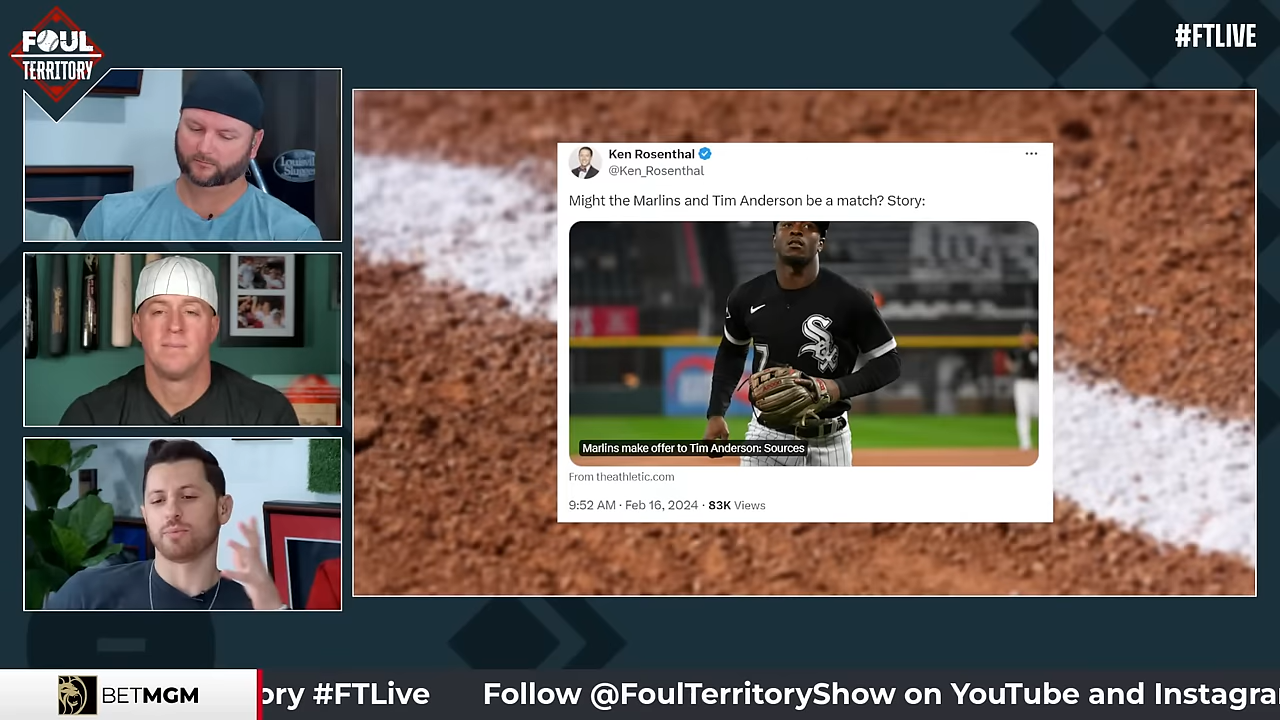 FOUL
TERRITORY
#FTLIVE
Louisville
Slugger
Ken Rosenthal
@Ken_Rosenthal
Might the Marlins and Tim Anderson be a match? Story:
Sox
7
Marlins make offer to Tim Anderson: Sources
From theathletic.com
9:52 AM · Feb 16, 2024 · 83K Views
BETMGM
ory #FTLive Follow @FoulTerritoryShow on YouTube and Instagra